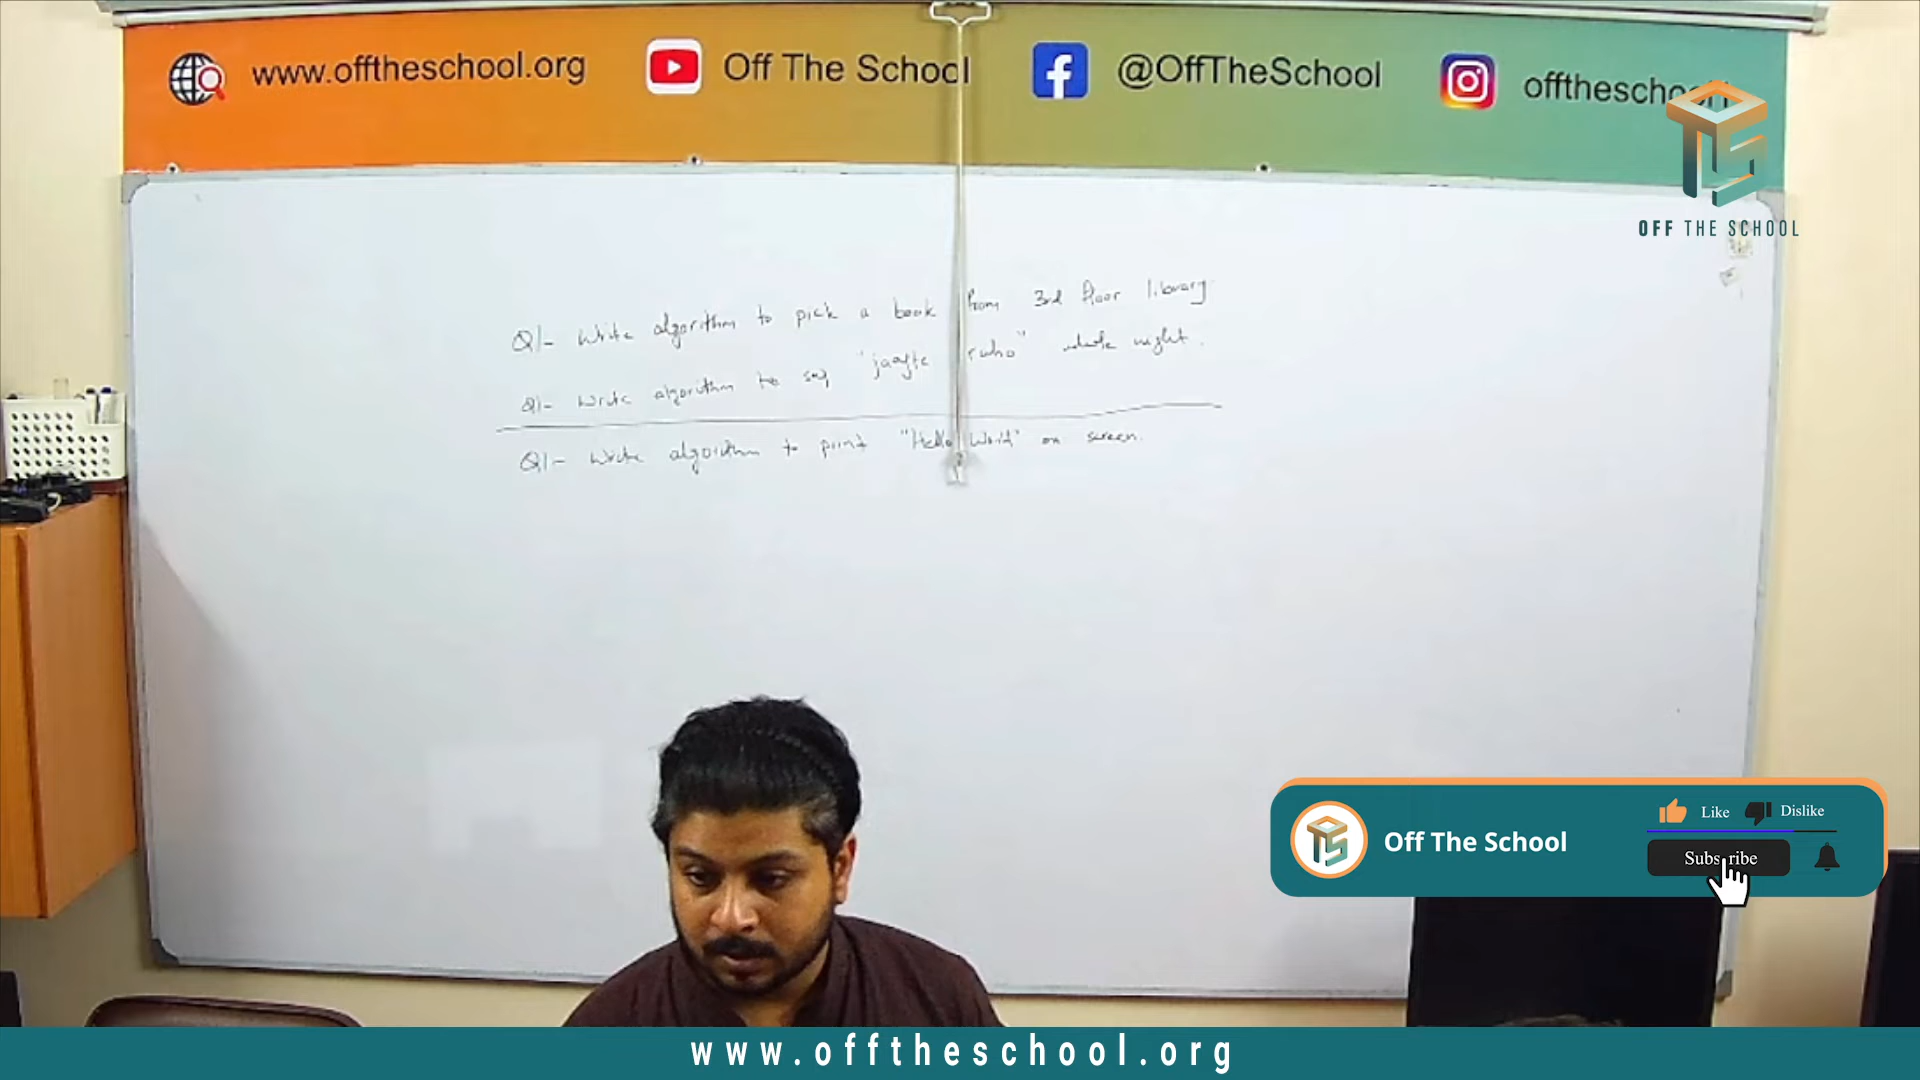 www.offtheschool.org Off The School @OffTheSchool offtheschool
OFF THE SCHOOL
Q1- Write algorithm to pick a book from 3rd floor library
Q1- Write algorithm to say "jaagte raho" whole night.
Q1- Write algorithm to print "Hello World" on screen.
Like Dislike
Off The School
Subscribe
www.offtheschool.org